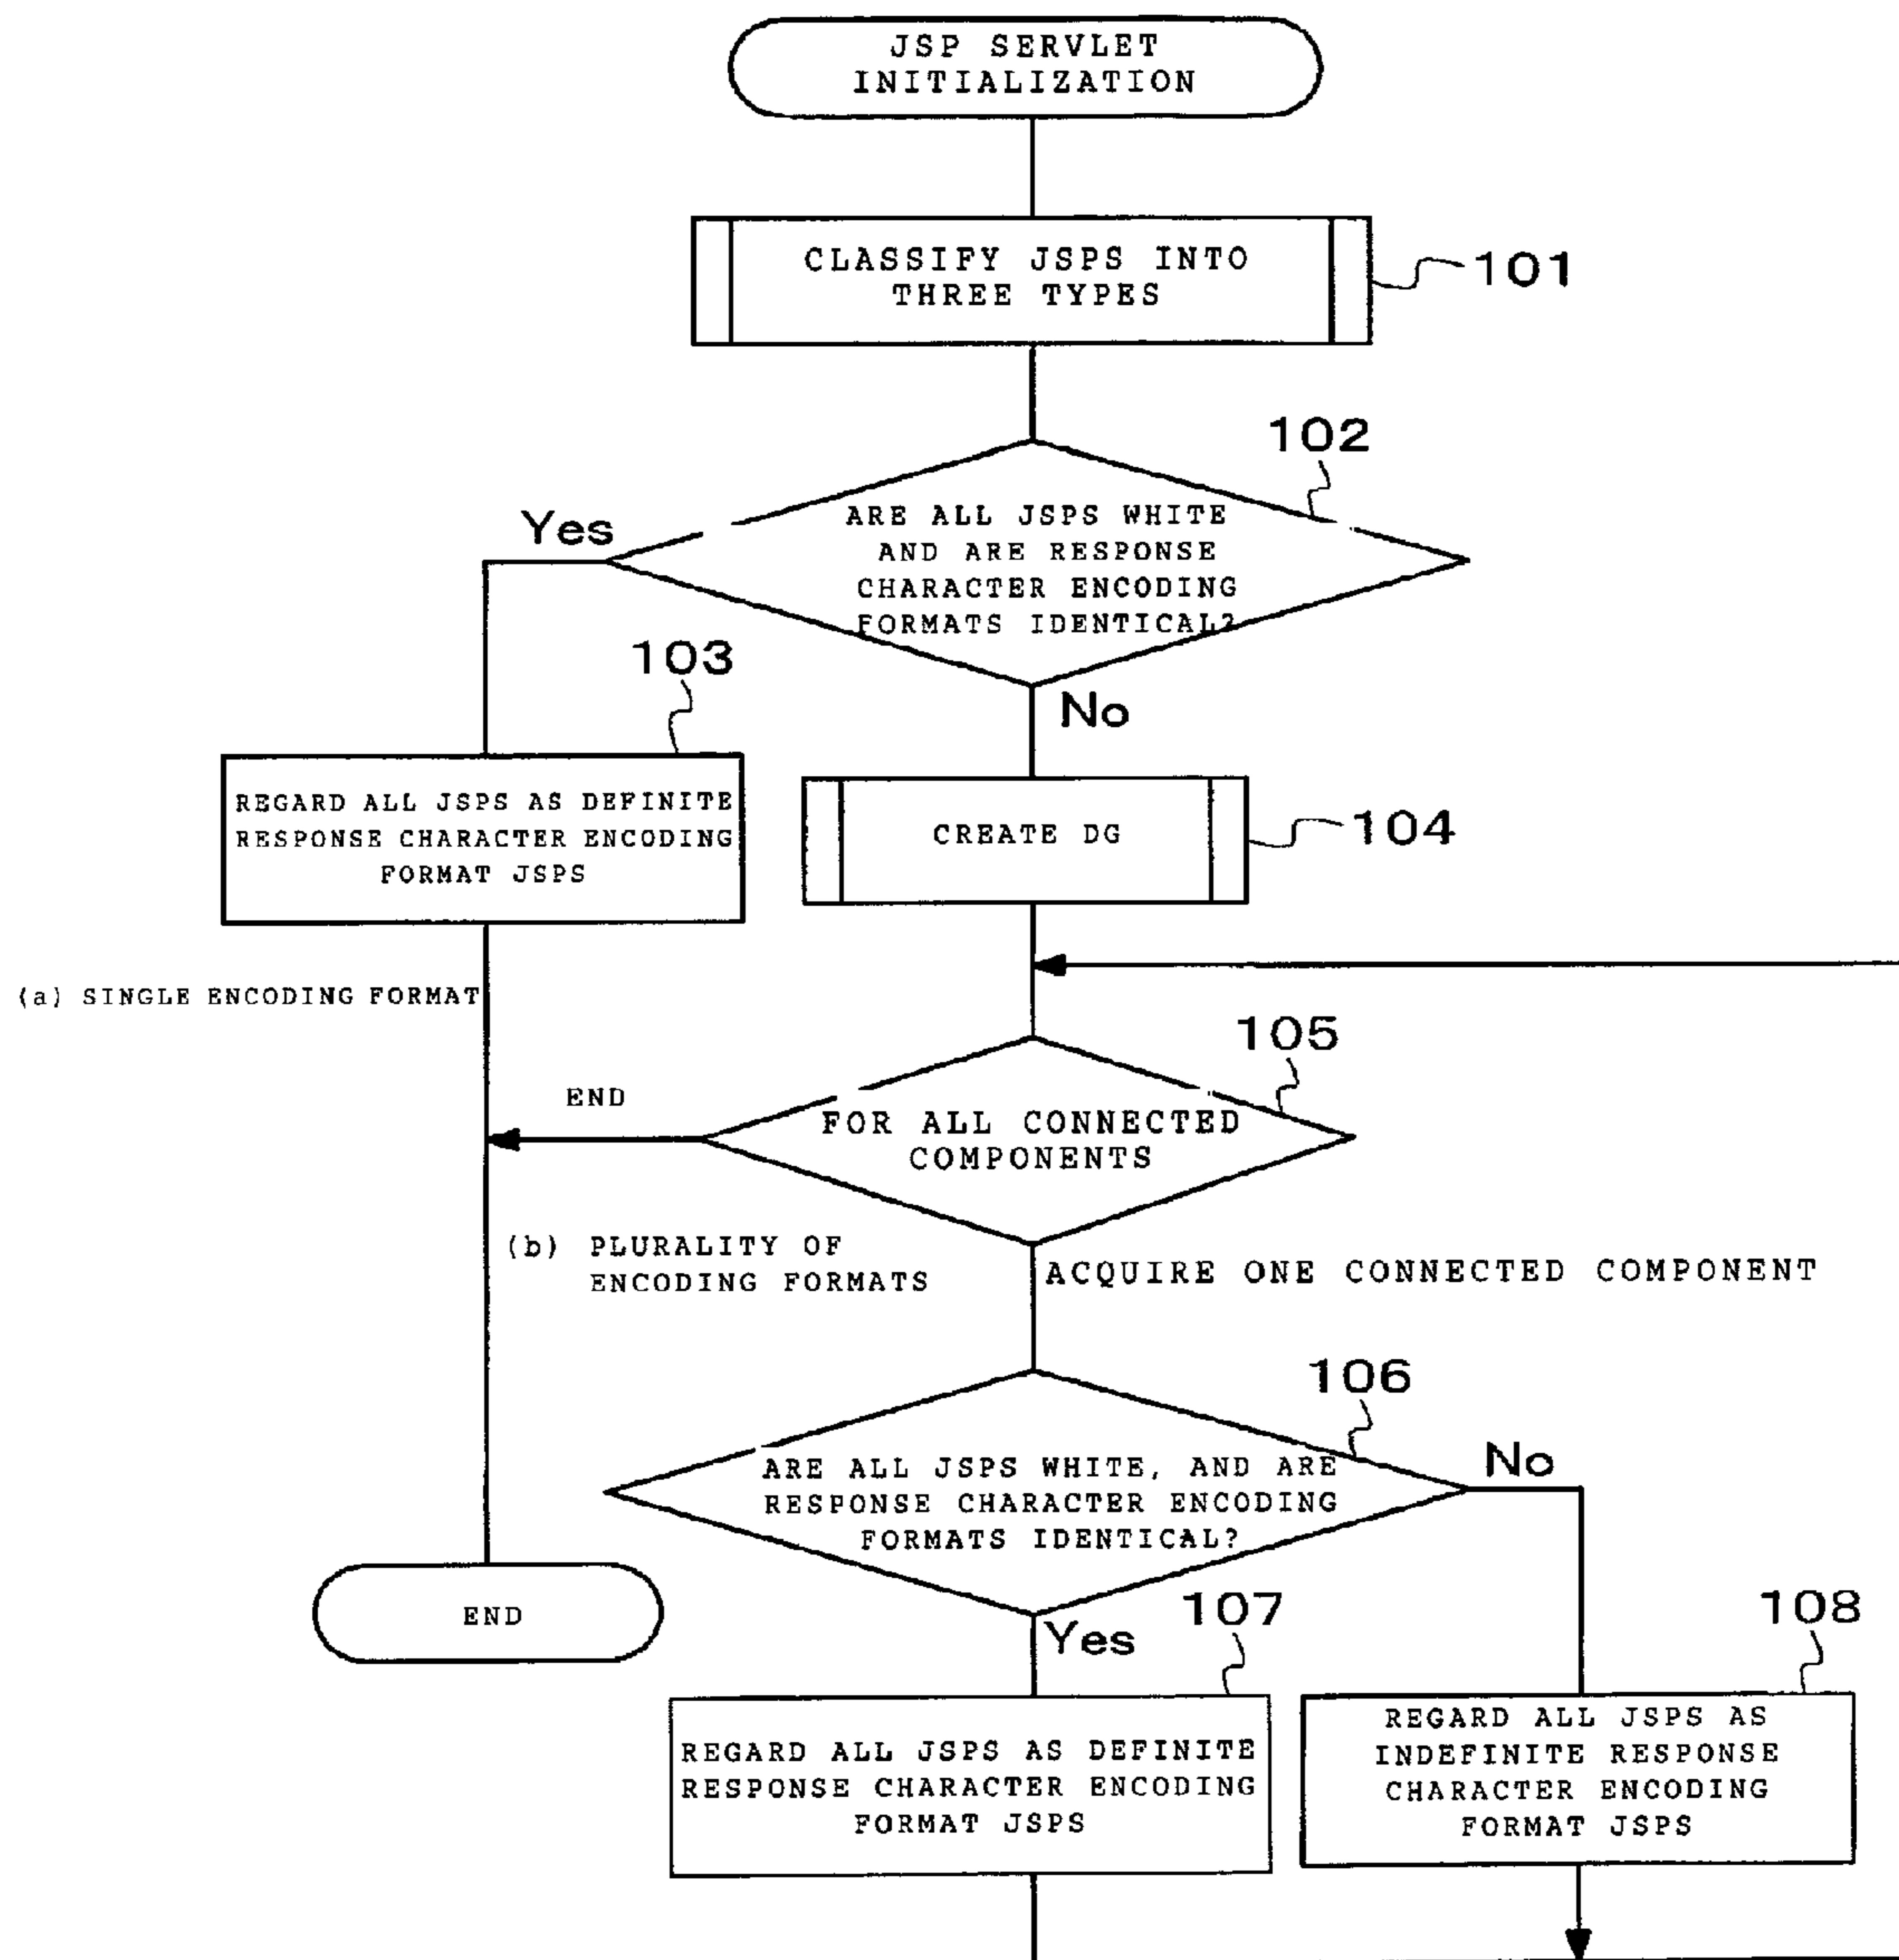 JSP SERVLET
INITIALIZATION
CLASSIFY JSPS INTO
THREE TYPES
101
102
ARE ALL JSPS WHITE
AND ARE RESPONSE
CHARACTER ENCODING
FORMATS IDENTICAL?
Yes
No
103
REGARD ALL JSPS AS DEFINITE
RESPONSE CHARACTER ENCODING
FORMAT JSPS
CREATE DG
104
(a) SINGLE ENCODING FORMAT
105
FOR ALL CONNECTED
COMPONENTS
END
(b) PLURALITY OF
ENCODING FORMATS
ACQUIRE ONE CONNECTED COMPONENT
106
ARE ALL JSPS WHITE, AND ARE
RESPONSE CHARACTER ENCODING
FORMATS IDENTICAL?
No
Yes
END
107
REGARD ALL JSPS AS DEFINITE
RESPONSE CHARACTER ENCODING
FORMAT JSPS
108
REGARD ALL JSPS AS
INDEFINITE RESPONSE
CHARACTER ENCODING
FORMAT JSPS